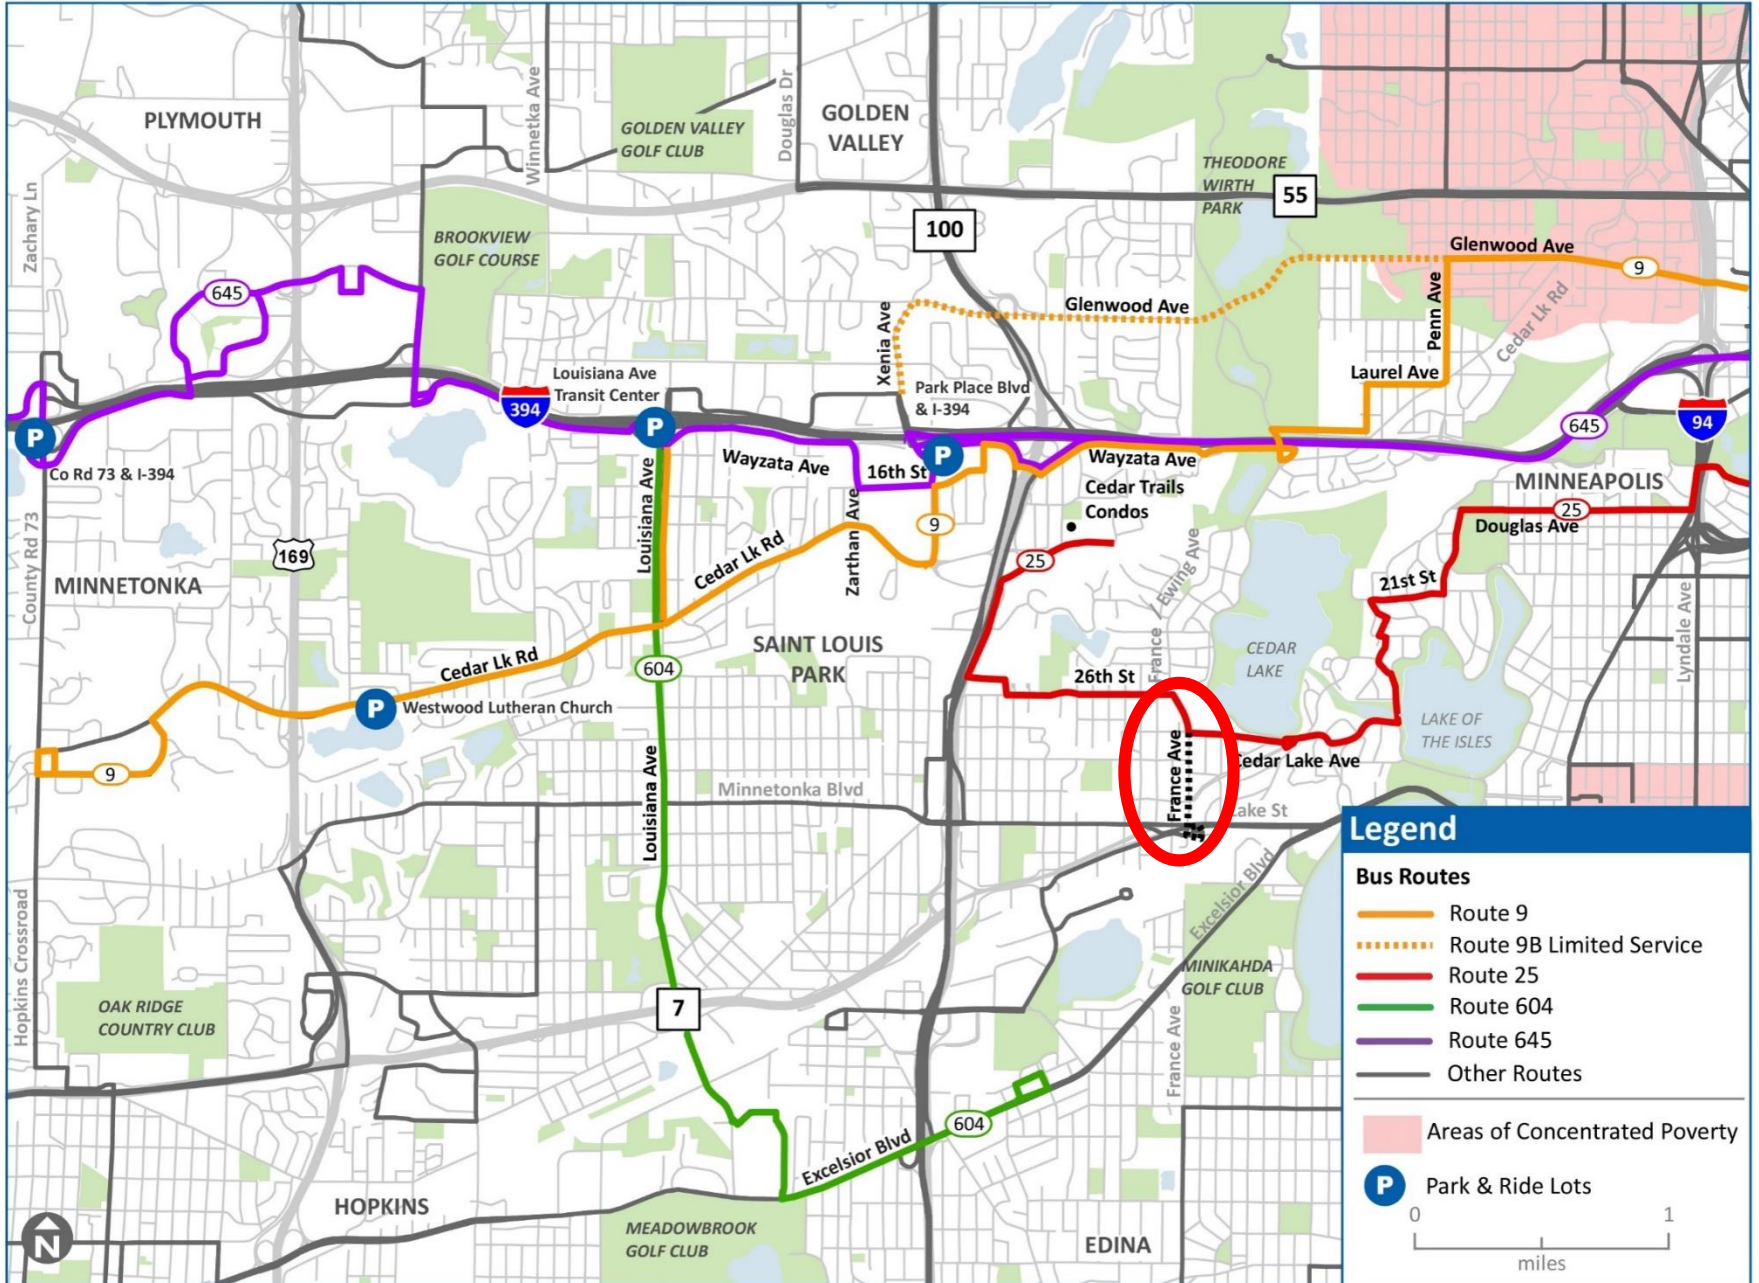 PLYMOUTH
Winnetka Ave
GOLDEN VALLEY
GOLF CLUB
Douglas Dr
GOLDEN
VALLEY
THEODORE
WIRTH
PARK
55
Zachary Ln
BROOKVIEW
GOLF COURSE
100
Glenwood Ave
9
645
Glenwood Ave
Xenia Ave
Penn Ave
Cedar Lk Rd
Louisiana Ave
Transit Center
Park Place Blvd
& I-394
Laurel Ave
394
P
P
645
94
Co Rd 73 & I-394
Wayzata Ave
16th St
P
Wayzata Ave
MINNEAPOLIS
Cedar Trails
Condos
25
Douglas Ave
County Rd 73
169
Louisiana Ave
Cedar Lk Rd
Zarthan Ave
9
25
France / Ewing Ave
21st St
Lyndale Ave
MINNETONKA
SAINT LOUIS
PARK
CEDAR
LAKE
604
Cedar Lk Rd
26th St
P
Westwood Lutheran Church
LAKE OF
THE ISLES
9
Louisiana Ave
Minnetonka Blvd
France Ave
Cedar Lake Ave
Lake St
Excelsior Blvd
Hopkins Crossroad
OAK RIDGE
COUNTRY CLUB
7
MINIKAHDA
GOLF CLUB
France Ave
604
Excelsior Blvd
HOPKINS
MEADOWBROOK
GOLF CLUB
EDINA
N
Legend
Bus Routes
Route 9
Route 9B Limited Service
Route 25
Route 604
Route 645
Other Routes
Areas of Concentrated Poverty
P Park & Ride Lots
0 1
miles